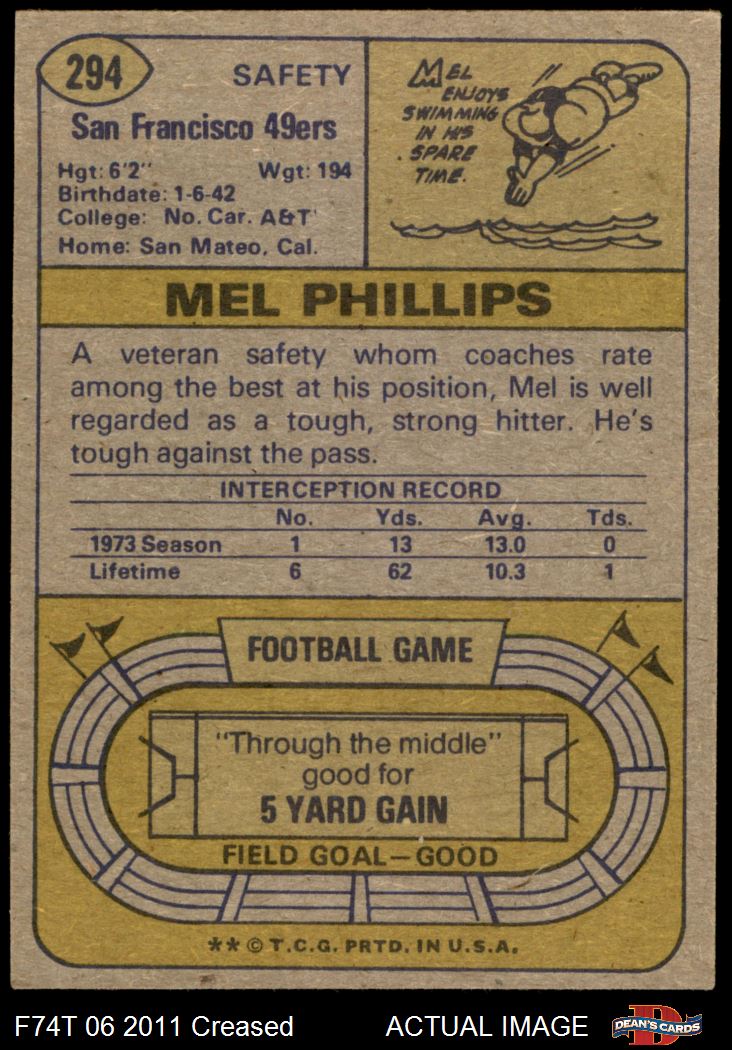 294
SAFETY
San Francisco 49ers
Hgt: 6'2" Wgt: 194
Birthdate: 1-6-42
College: No. Car. A&T
Home: San Mateo, Cal.
MEL
ENJOYS
SWIMMING
IN HIS
SPARE
TIME.
MEL PHILLIPS
A veteran safety whom coaches rate
among the best at his position, Mel is well
regarded as a tough, strong hitter. He's
tough against the pass.
INTERCEPTION RECORD
No. Yds. Avg. Tds.
1973 Season 1 13 13.0 0
Lifetime 6 62 10.3 1
FOOTBALL GAME
"Through the middle"
good for
5 YARD GAIN
FIELD GOAL—GOOD
** © T.C.G. PRTD. IN U.S.A.
F74T 06 2011 Creased ACTUAL IMAGE
D
DEAN'S CARDS